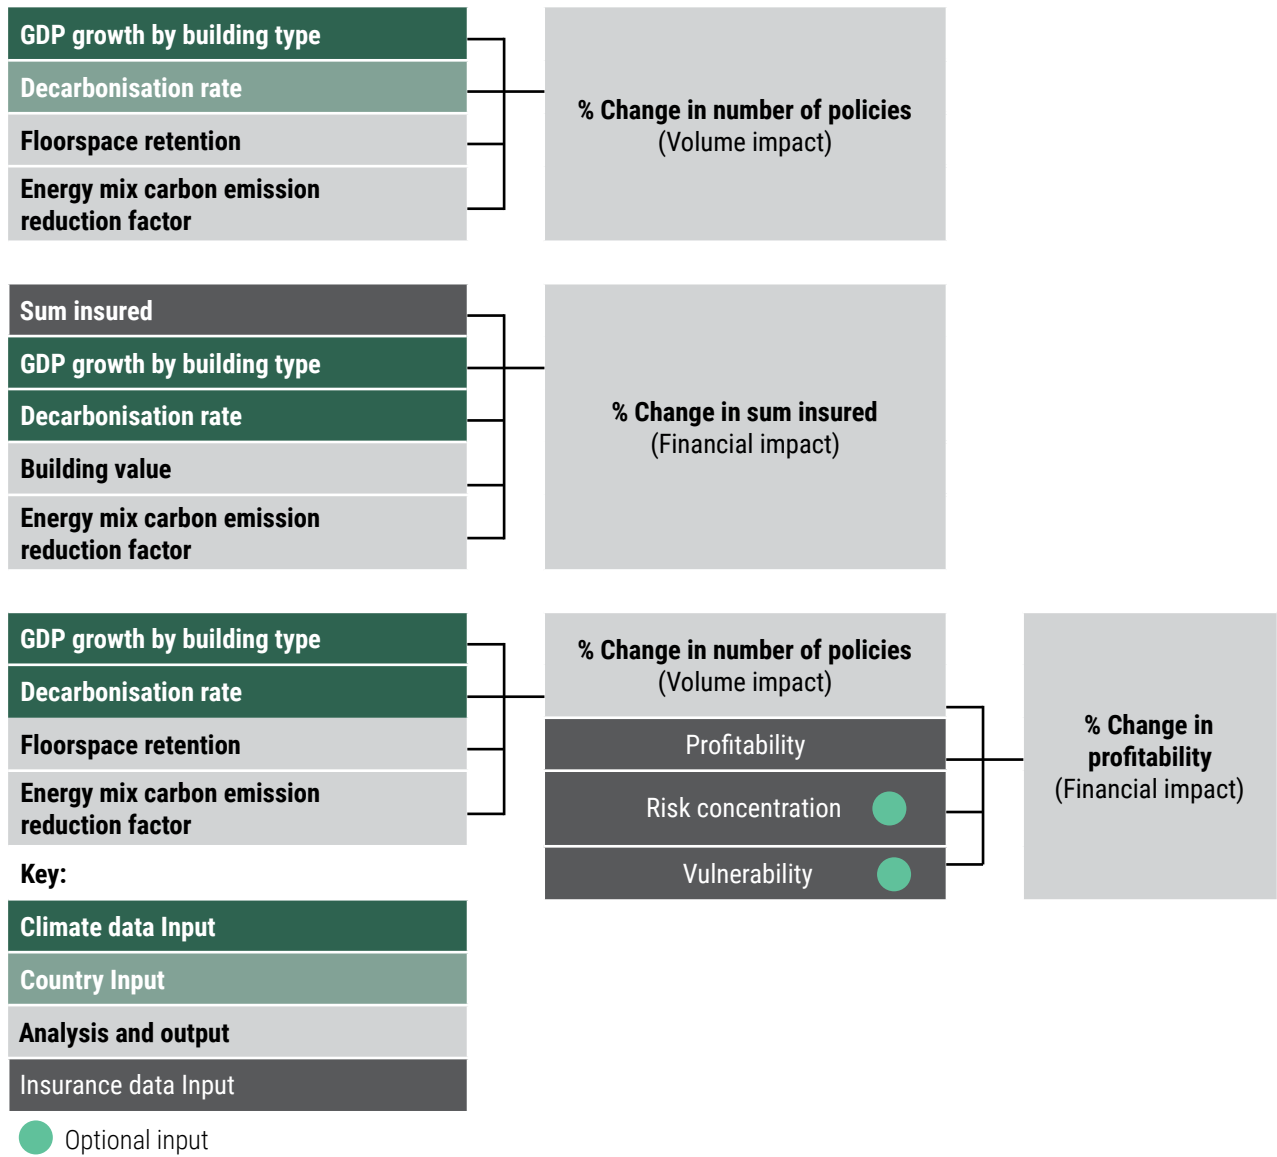 GDP growth by building type
Decarbonisation rate
Floorspace retention
Energy mix carbon emission
reduction factor
% Change in number of policies
(Volume impact)
Sum insured
GDP growth by building type
Decarbonisation rate
Building value
Energy mix carbon emission
reduction factor
% Change in sum insured
(Financial impact)
GDP growth by building type
Decarbonisation rate
Floorspace retention
Energy mix carbon emission
reduction factor
% Change in number of policies
(Volume impact)
Profitability
Risk concentration
Vulnerability
% Change in
profitability
(Financial impact)
Key:
Climate data Input
Country Input
Analysis and output
Insurance data Input
Optional input